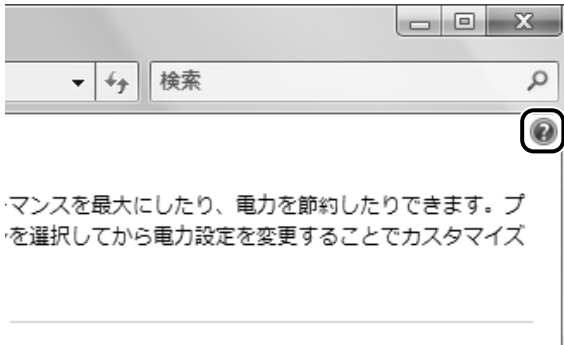 検索
マンスを最大にしたり、電力を節約したりできます。プ
を選択してから電力設定を変更することでカスタマイズ